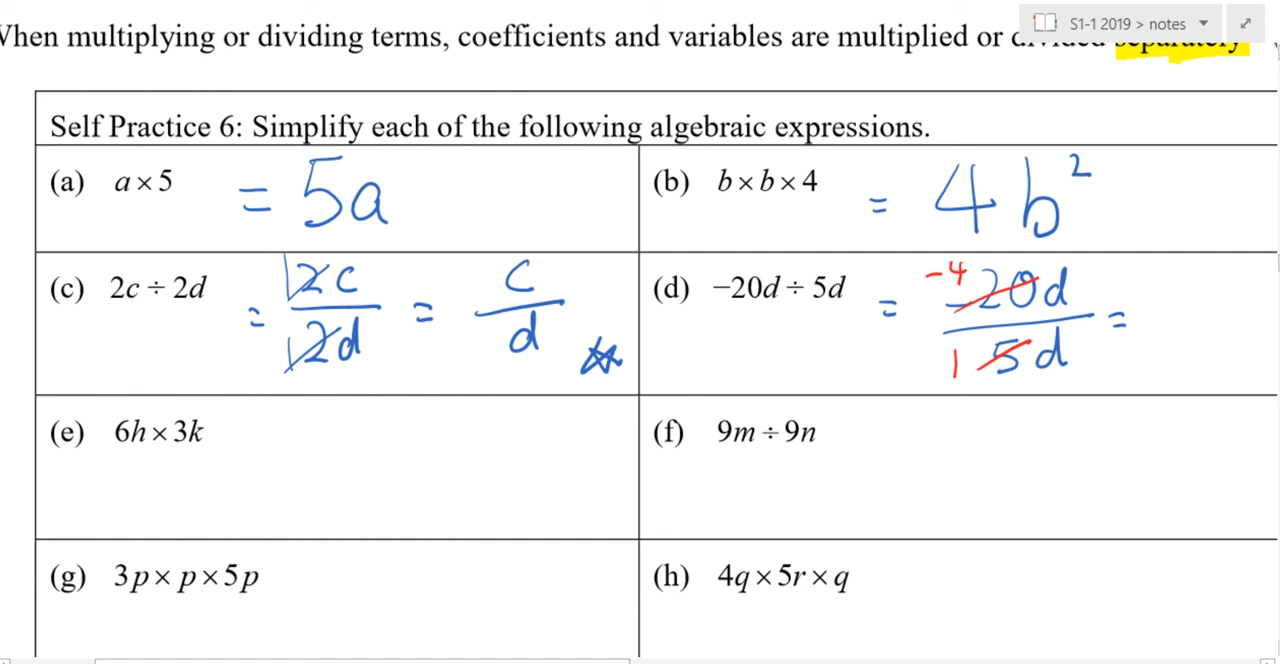 S1-1 2019 > notes
When multiplying or dividing terms, coefficients and variables are multiplied or divided separately
Self Practice 6: Simplify each of the following algebraic expressions.
(a) a × 5 = 5a
(b) b × b × 4 = 4b²
(c) 2c ÷ 2d = 12c/12d = c/d
(d) −20d ÷ 5d = -4 -20d/1 5d =
(e) 6h × 3k
(f) 9m ÷ 9n
(g) 3p × p × 5p
(h) 4q × 5r × q